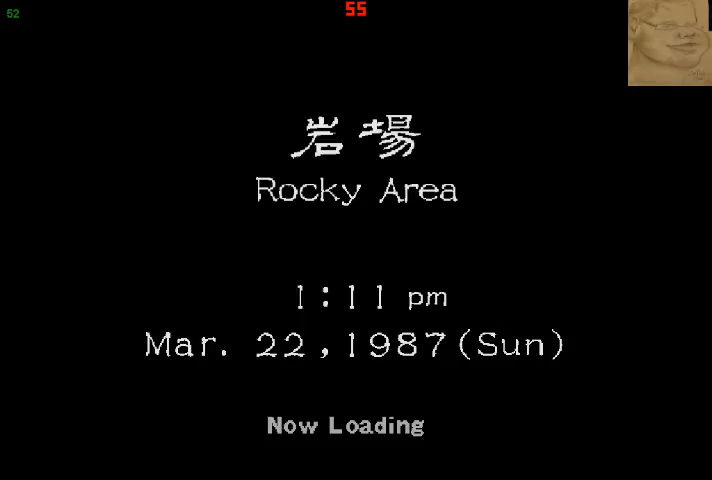 52
55
岩場
Rocky Area
1:11 pm
Mar. 22,1987(Sun)
Now Loading